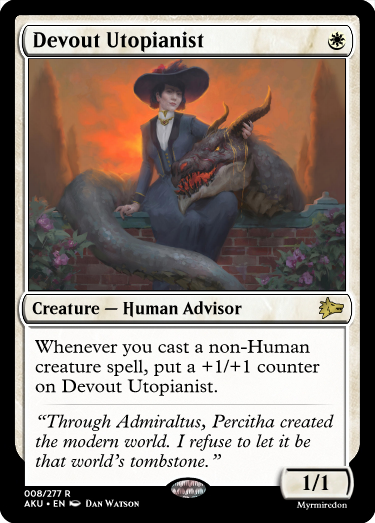 Devout Utopianist
Creature — Human Advisor
Whenever you cast a non-Human
creature spell, put a +1/+1 counter
on Devout Utopianist.
“Through Admiraltus, Percitha created
the modern world. I refuse to let it be
that world’s tombstone.”
1/1
008/277 R
AKU • EN Dan Watson
Myrmiredon